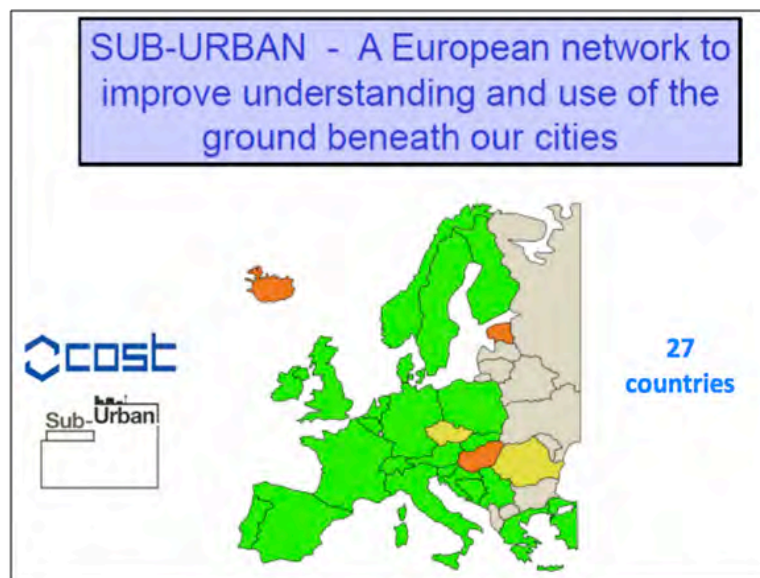 SUB-URBAN - A European network to
improve understanding and use of the
ground beneath our cities
cost
Sub-Urban
27
countries